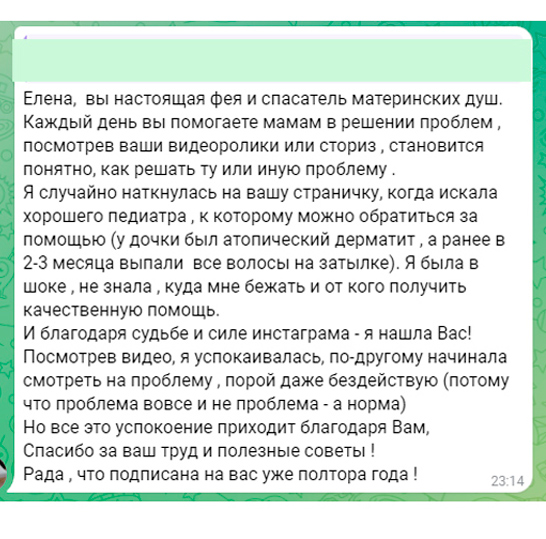 Елена,  вы настоящая фея и спасатель материнских душ.
Каждый день вы помогаете мамам в решении проблем ,
посмотрев ваши видеоролики или сториз , становится
понятно, как решать ту или иную проблему .
Я случайно наткнулась на вашу страничку, когда искала
хорошего педиатра , к которому можно обратиться за
помощью (у дочки был атопический дерматит , а ранее в
2-3 месяца выпали  все волосы на затылке). Я была в
шоке , не знала , куда мне бежать и от кого получить
качественную помощь.
И благодаря судьбе и силе инстаграма - я нашла Вас!
Посмотрев видео, я успокаивалась, по-другому начинала
смотреть на проблему , порой даже бездействую (потому
что проблема вовсе и не проблема - а норма)
Но все это успокоение приходит благодаря Вам,
Спасибо за ваш труд и полезные советы !
Рада , что подписана на вас уже полтора года !
23:14